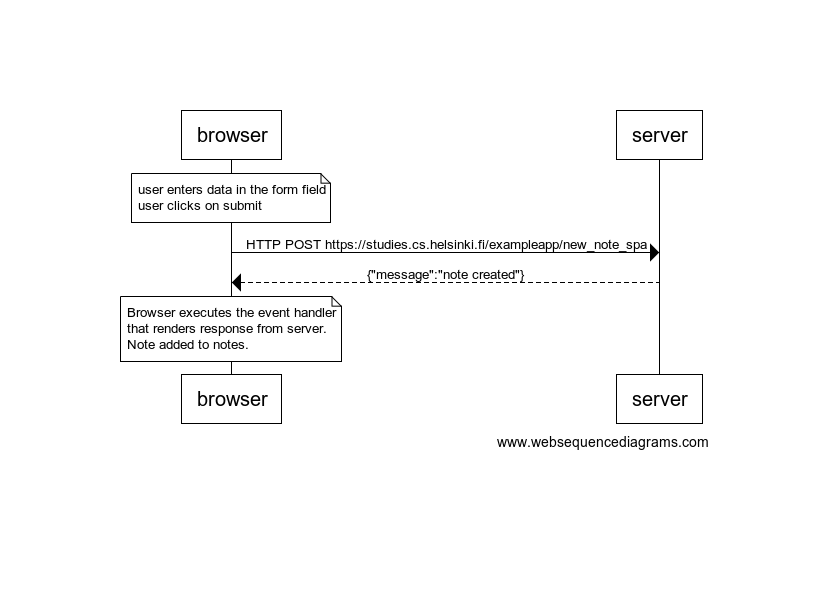 browser
server
user enters data in the form field
user clicks on submit
HTTP POST https://studies.cs.helsinki.fi/exampleapp/new_note_spa
{"message":"note created"}
Browser executes the event handler
that renders response from server.
Note added to notes.
browser
server
www.websequencediagrams.com